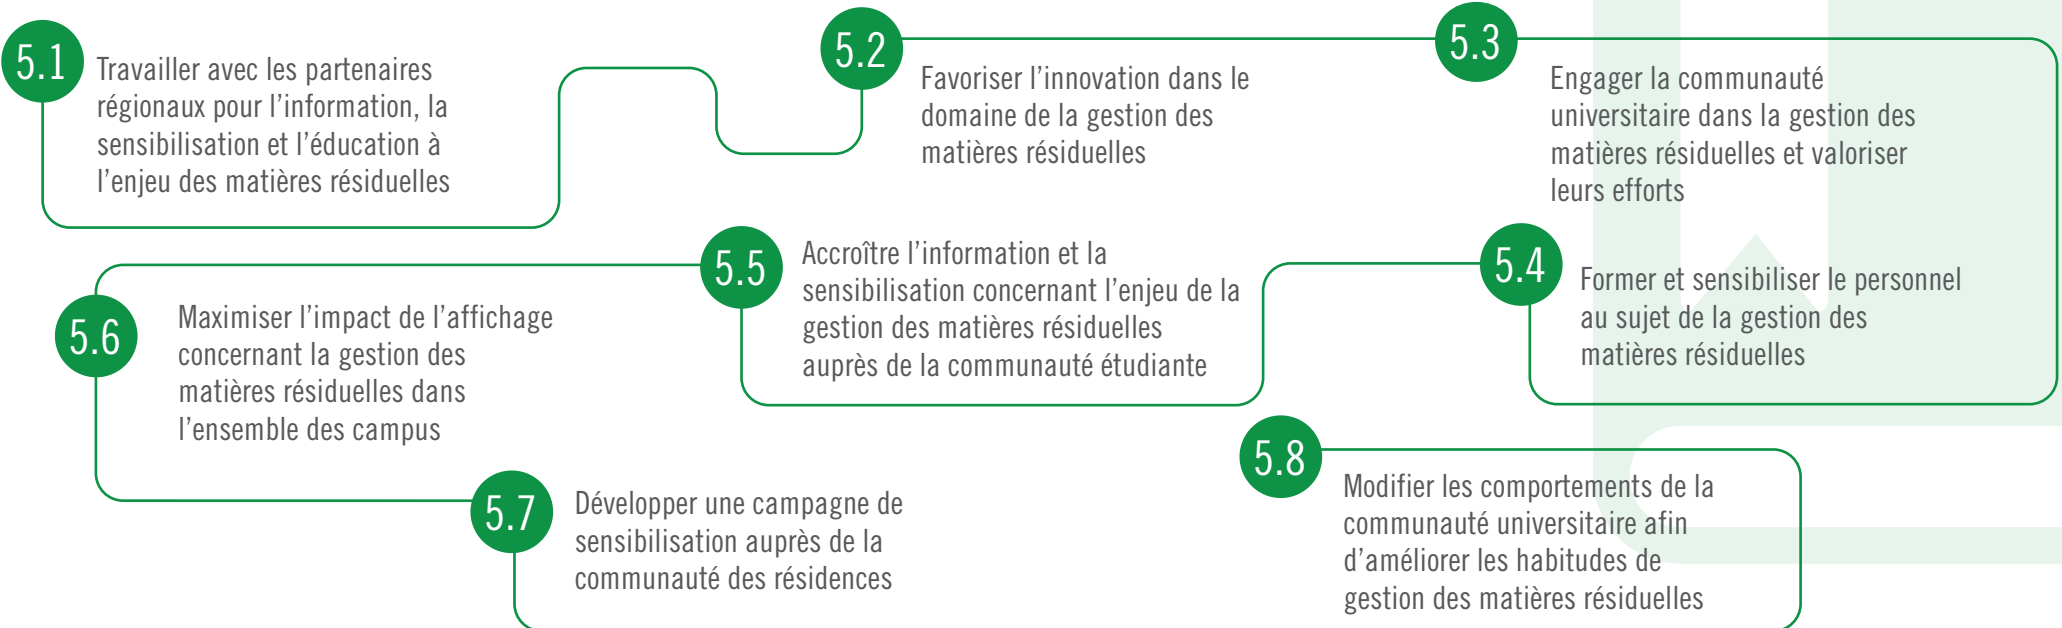 5.1
Travailler avec les partenaires
régionaux pour l’information, la
sensibilisation et l’éducation à
l’enjeu des matières résiduelles
5.2
Favoriser l’innovation dans le
domaine de la gestion des
matières résiduelles
5.3
Engager la communauté
universitaire dans la gestion des
matières résiduelles et valoriser
leurs efforts
5.4
Former et sensibiliser le personnel
au sujet de la gestion des
matières résiduelles
5.5
Accroître l’information et la
sensibilisation concernant l’enjeu de la
gestion des matières résiduelles
auprès de la communauté étudiante
5.6
Maximiser l’impact de l’affichage
concernant la gestion des
matières résiduelles dans
l’ensemble des campus
5.7
Développer une campagne de
sensibilisation auprès de la
communauté des résidences
5.8
Modifier les comportements de la
communauté universitaire afin
d’améliorer les habitudes de
gestion des matières résiduelles